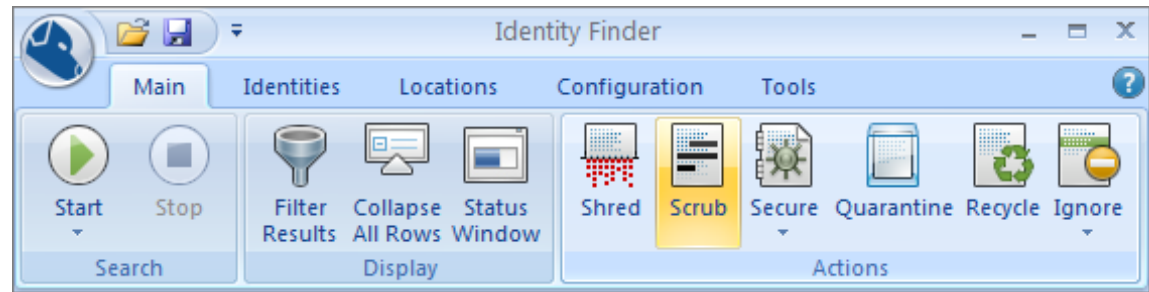 Identity Finder
Main Identities Locations Configuration Tools
Start Stop Filter Collapse Status Shred Scrub Secure Quarantine Recycle Ignore
Results All Rows Window
Search Display Actions